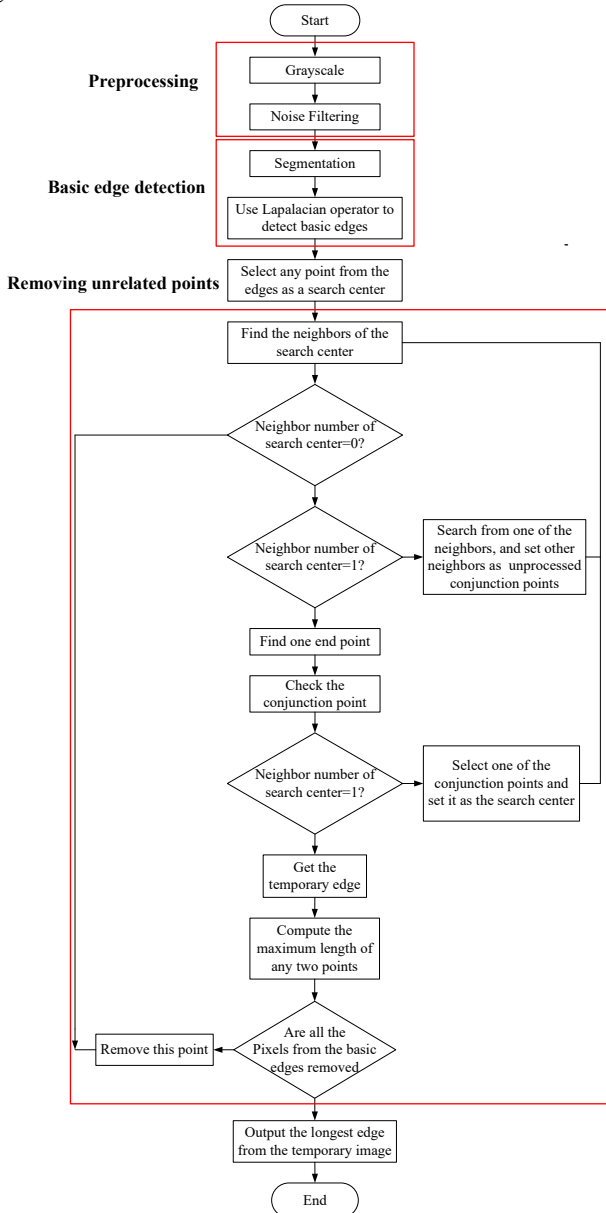 Start
Preprocessing
Grayscale
Noise Filtering
Basic edge detection
Segmentation
Use Lapalacian operator to
detect basic edges
Removing unrelated points
Select any point from the
edges as a search center
Find the neighbors of the
search center
Neighbor number of
search center=0?
Neighbor number of
search center=1?
Search from one of the
neighbors, and set other
neighbors as unprocessed
conjunction points
Find one end point
Check the
conjunction point
Neighbor number of
search center=1?
Select one of the
conjunction points and
set it as the search center
Get the
temporary edge
Compute the
maximum length of
any two points
Are all the
Pixels from the basic
edges removed
Remove this point
Output the longest edge
from the temporary image
End